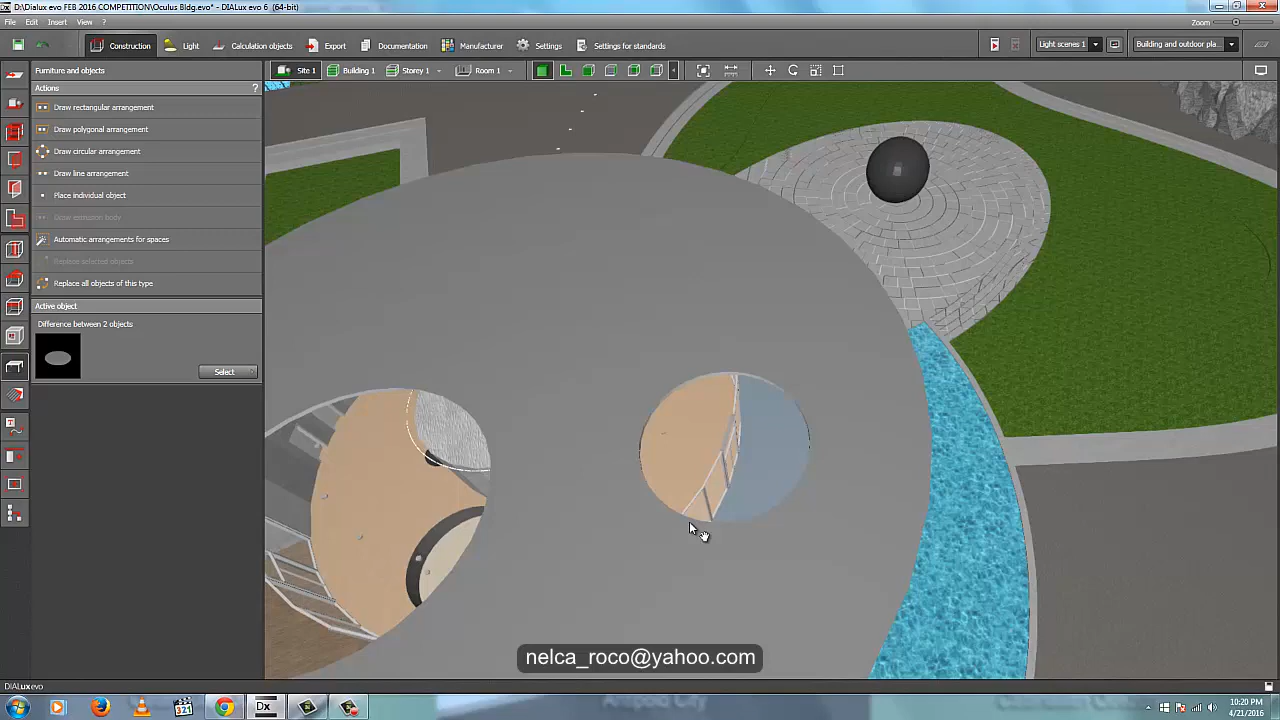 D:\Dialux evo FEB 2016 COMPETITION\Oculus Bldg.evo* - DIALux evo 6 (64-bit)
File Edit Insert View ? Zoom
Construction Light Calculation objects Export Documentation Manufacturer Settings Settings for standards Light scenes 1 Building and outdoor pla...
Furniture and objects Site 1 Building 1 Storey 1 Room 1
Actions ?
Draw rectangular arrangement
Draw polygonal arrangement
Draw circular arrangement
Draw line arrangement
Place individual object
Draw extrusion body
Automatic arrangements for spaces
Replace selected objects
Replace all objects of this type
Active object
Difference between 2 objects
Select
nelca_roco@yahoo.com
DIALux evo
321 Dx
10:20 PM
4/21/2016